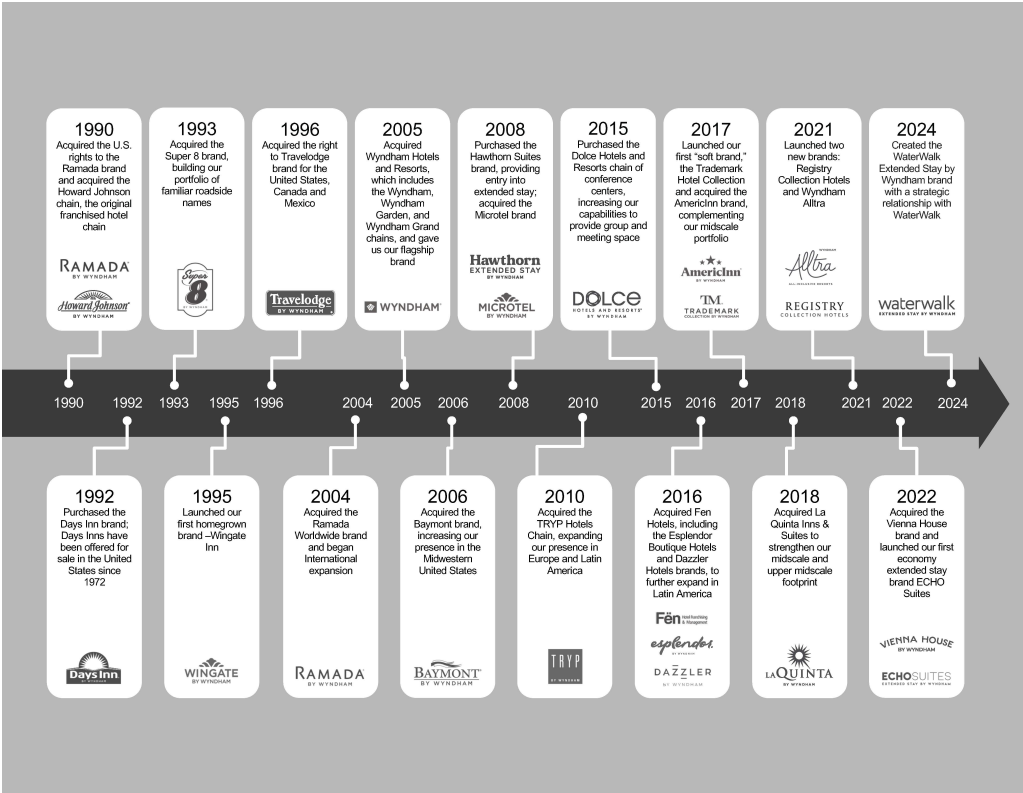 1990
Acquired the U.S.
rights to the
Ramada brand
and acquired the
Howard Johnson
chain, the original
franchised hotel
chain
RAMADA
BY WYNDHAM
Howard Johnson
BY WYNDHAM
1993
Acquired the
Super 8 brand,
building our
portfolio of
familiar roadside
names
Super
8
BY WYNDHAM
1996
Acquired the right
to Travelodge
brand for the
United States,
Canada and
Mexico
Travelodge
BY WYNDHAM
2005
Acquired
Wyndham Hotels
and Resorts,
which includes
the Wyndham,
Wyndham
Garden, and
Wyndham Grand
chains, and gave
us our flagship
brand
WYNDHAM
2008
Purchased the
Hawthorn Suites
brand, providing
entry into
extended stay;
acquired the
Microtel brand
Hawthorn
EXTENDED STAY
BY WYNDHAM
MICROTEL
BY WYNDHAM
2015
Purchased the
Dolce Hotels and
Resorts chain of
conference
centers,
increasing our
capabilities to
provide group and
meeting space
DOLCE
HOTELS AND RESORTS
BY WYNDHAM
2017
Launched our
first “soft brand,”
the Trademark
Hotel Collection
and acquired the
AmericInn brand,
complementing
our midscale
portfolio
AmericInn
BY WYNDHAM
TM
TRADEMARK
COLLECTION BY WYNDHAM
2021
Launched two
new brands:
Registry
Collection Hotels
and Wyndham
Alltra
WYNDHAM
Alltra
ALL-INCLUSIVE RESORTS
REGISTRY
COLLECTION HOTELS
2024
Created the
WaterWalk
Extended Stay by
Wyndham brand
with a strategic
relationship with
WaterWalk
waterwalk
EXTENDED STAY BY WYNDHAM
1990 1992 1993 1995 1996 2004 2005 2006 2008 2010 2015 2016 2017 2018 2021 2022 2024
1992
Purchased the
Days Inn brand;
Days Inns have
been offered for
sale in the United
States since
1972
Days Inn
BY WYNDHAM
1995
Launched our
first homegrown
brand –Wingate
Inn
WINGATE
BY WYNDHAM
2004
Acquired the
Ramada
Worldwide brand
and began
International
expansion
RAMADA
BY WYNDHAM
2006
Acquired the
Baymont brand,
increasing our
presence in the
Midwestern
United States
BAYMONT
BY WYNDHAM
2010
Acquired the
TRYP Hotels
Chain, expanding
our presence in
Europe and Latin
America
TRYP
BY WYNDHAM
2016
Acquired Fen
Hotels, including
the Esplendor
Boutique Hotels
and Dazzler
Hotels brands, to
further expand in
Latin America
Fën Hotel Franchising
& Management
esplendor.
BY WYNDHAM
DAZZLER
BY WYNDHAM
2018
Acquired La
Quinta Inns &
Suites to
strengthen our
midscale and
upper midscale
footprint
LAQUINTA
BY WYNDHAM
2022
Acquired the
Vienna House
brand and
launched our first
economy
extended stay
brand ECHO
Suites
VIENNA HOUSE
BY WYNDHAM
ECHOSUITES
EXTENDED STAY BY WYNDHAM